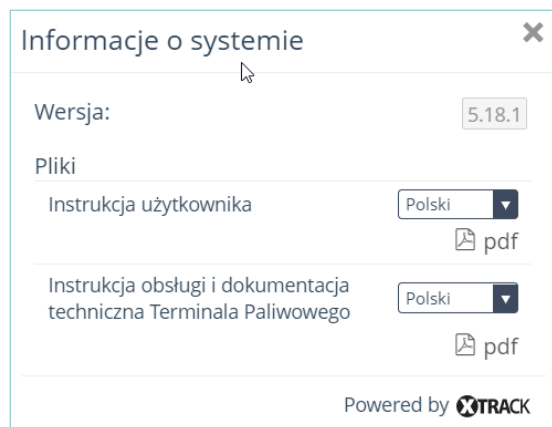 Informacje o systemie
Wersja:
5.18.1
Pliki
Instrukcja użytkownika
Polski
pdf
Instrukcja obsługi i dokumentacja
techniczna Terminala Paliwowego
Polski
pdf
Powered by XTRACK